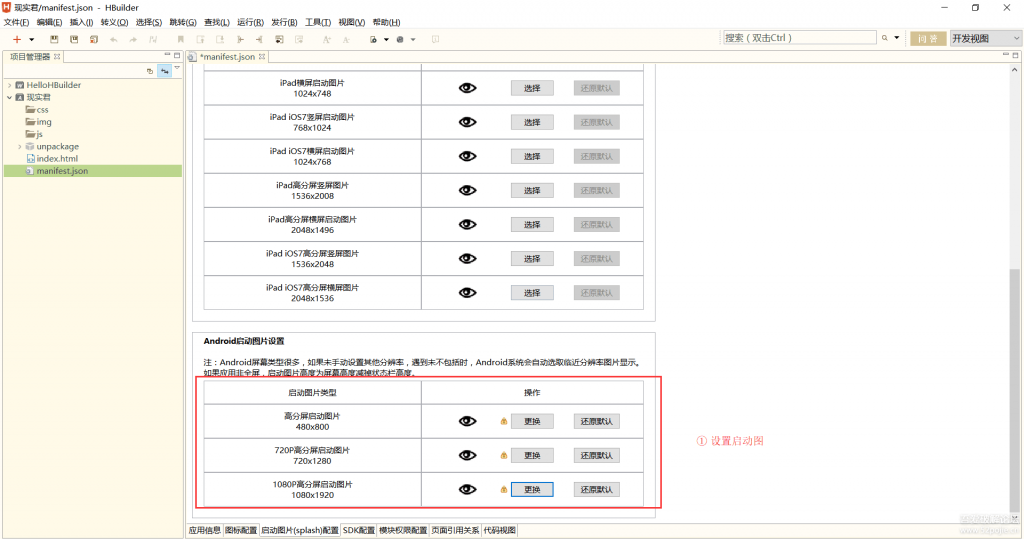 现实君/manifest.json - HBuilder
文件(F) 编辑(E) 插入(I) 转义(O) 选择(S) 跳转(G) 查找(L) 运行(R) 发行(B) 工具(T) 视图(V) 帮助(H)
搜索（双击Ctrl）
问 答
开发视图
项目管理器
*manifest.json
HelloHBuilder
现实君
css
img
js
unpackage
index.html
manifest.json
iPad横屏启动图片
1024x748
选择 还原默认
iPad iOS7竖屏启动图片
768x1024
选择 还原默认
iPad iOS7横屏启动图片
1024x768
选择 还原默认
iPad高分屏竖屏图片
1536x2008
选择 还原默认
iPad高分屏横屏启动图片
2048x1496
选择 还原默认
iPad iOS7高分屏竖屏图片
1536x2048
选择 还原默认
iPad iOS7高分屏横屏图片
2048x1536
选择 还原默认
Android启动图片设置
注：Android屏幕类型很多，如果未手动设置其他分辨率，遇到未不包括时，Android系统会自动选取临近分辨率图片显示。
如果应用非全屏，启动图片高度为屏幕高度减掉状态栏高度。
启动图片类型 操作
高分屏启动图片
480x800
更换 还原默认
720P高分屏启动图片
720x1280
更换 还原默认
1080P高分屏启动图片
1080x1920
更换 还原默认
① 设置启动图
应用信息 图标配置 启动图片(splash)配置 SDK配置 模块权限配置 页面引用关系 代码视图